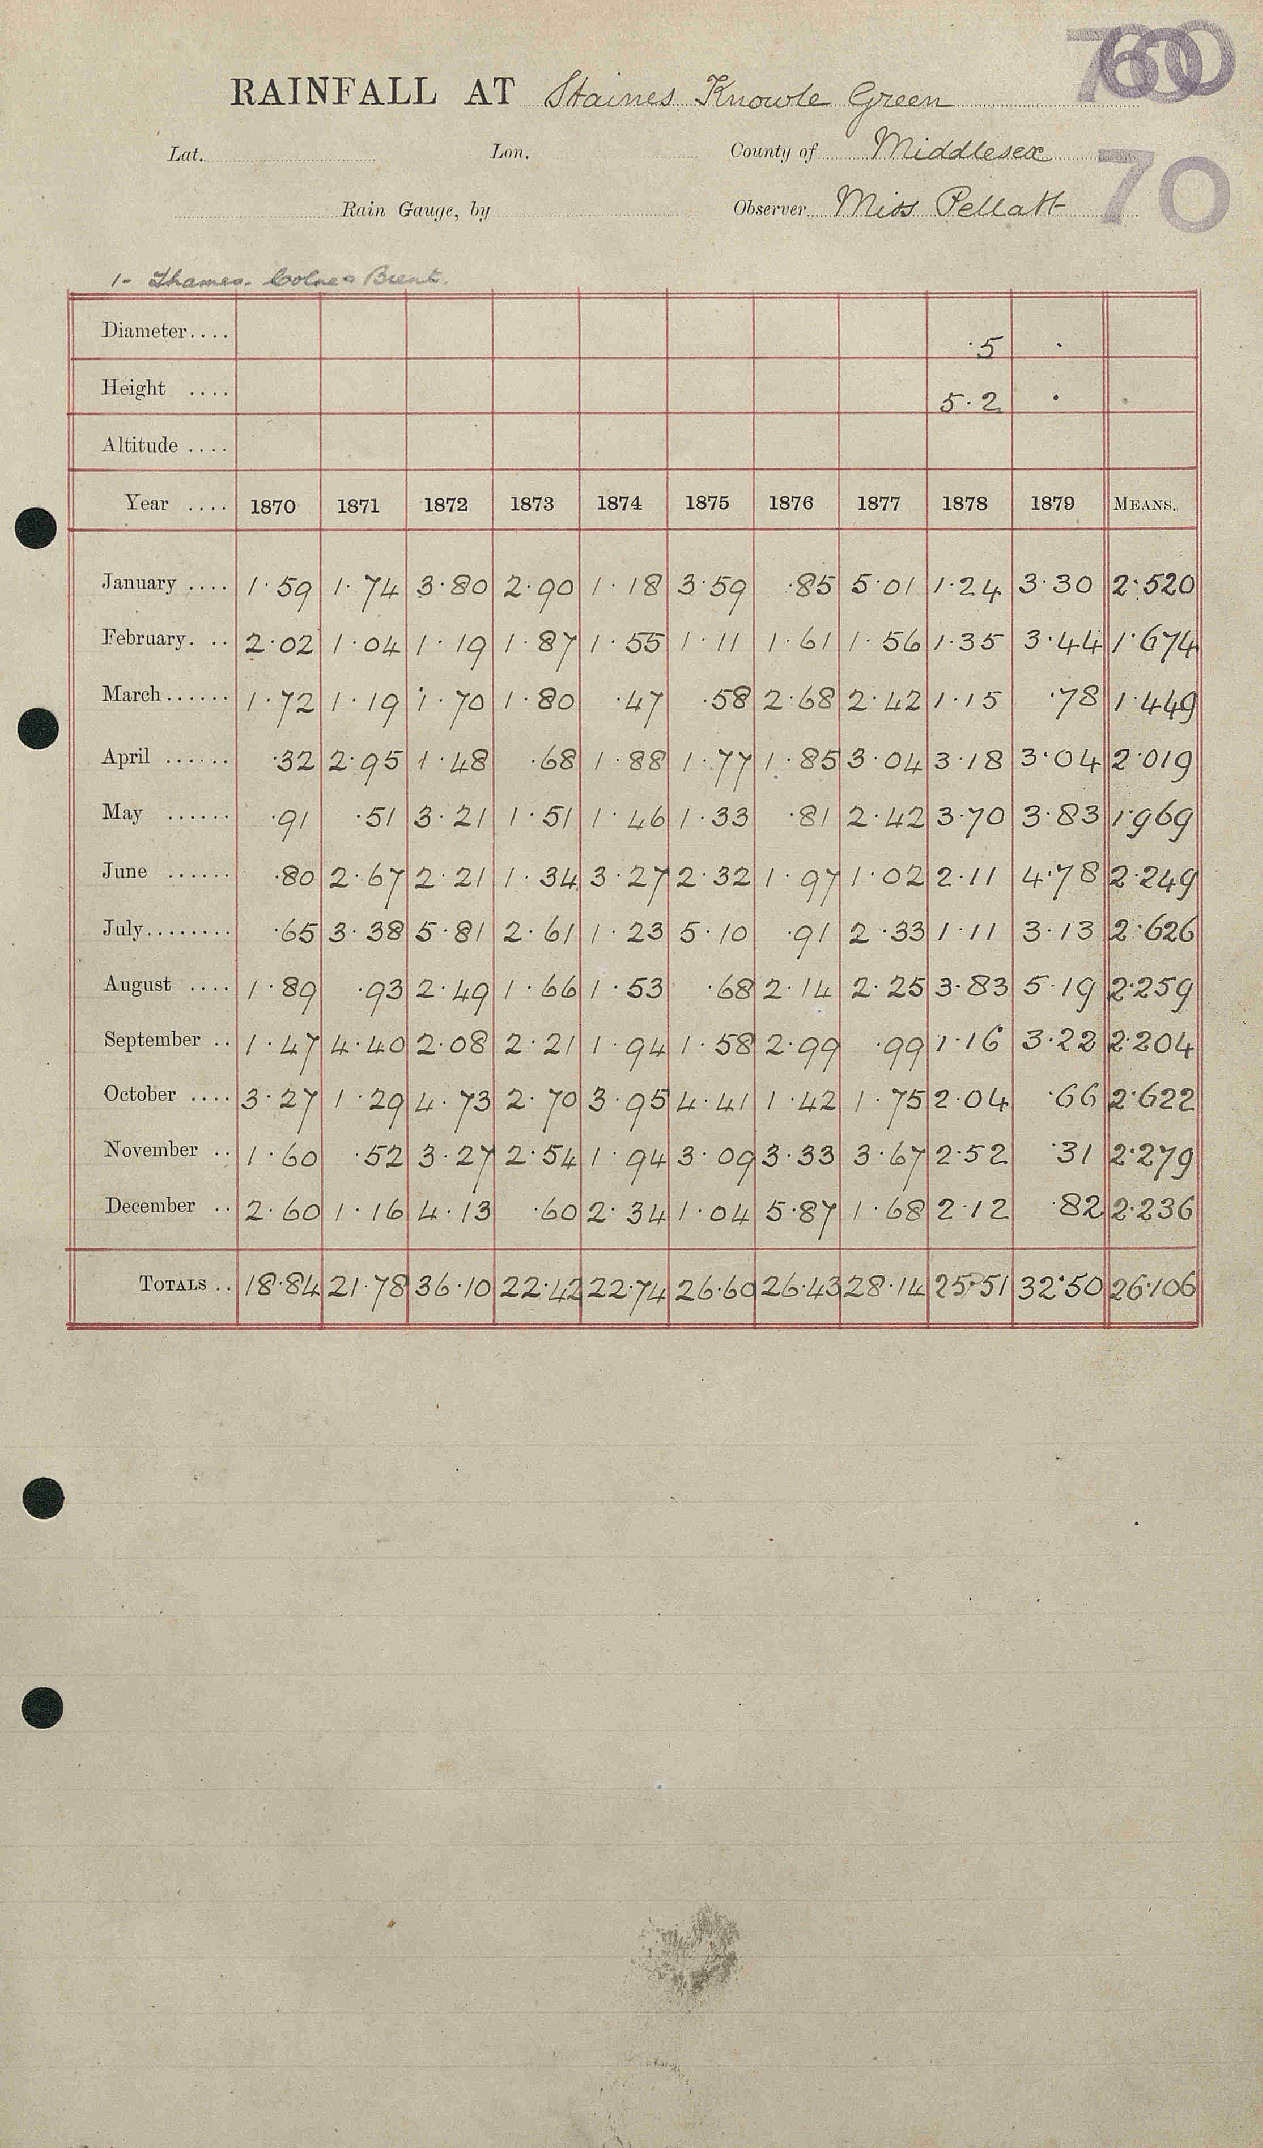 700
600
RAINFALL AT Staines Knowle Green
Lat. Lon. County of Middlesex
70
Rain Gauge, by Observer Miss Pellatt
1- Thames. Colne & Brent.
Diameter.... ·5 ·
Height .... 5·2 ·
Altitude ....
Year .... 1870 1871 1872 1873 1874 1875 1876 1877 1878 1879 MEANS.
January .... 1·59 1·74 3·80 2·90 1·18 3·59 ·85 5·01 1·24 3·30 2·520
February. .. 2·02 1·04 1·19 1·87 1·55 1·11 1·61 1·56 1·35 3·44 1·674
March...... 1·72 1·19 1·70 1·80 ·47 ·58 2·68 2·42 1·15 ·78 1·449
April ...... ·32 2·95 1·48 ·68 1·88 1·77 1·85 3·04 3·18 3·04 2·019
May ...... ·91 ·51 3·21 1·51 1·46 1·33 ·81 2·42 3·70 3·83 1·969
June ...... ·80 2·67 2·21 1·34 3·27 2·32 1·97 1·02 2·11 4·78 2·249
July........ ·65 3·38 5·81 2·61 1·23 5·10 ·91 2·33 1·11 3·13 2·626
August .... 1·89 ·93 2·49 1·66 1·53 ·68 2·14 2·25 3·83 5·19 2·259
September .. 1·47 4·40 2·08 2·21 1·94 1·58 2·99 ·99 1·16 3·22 2·204
October .... 3·27 1·29 4·73 2·70 3·95 4·41 1·42 1·75 2·04 ·66 2·622
November .. 1·60 ·52 3·27 2·54 1·94 3·09 3·33 3·67 2·52 ·31 2·279
December .. 2·60 1·16 4·13 ·60 2·34 1·04 5·87 1·68 2·12 ·82 2·236
TOTALS .. 18·84 21·78 36·10 22·42 22·74 26·60 26·43 28·14 25·51 32·50 26·106